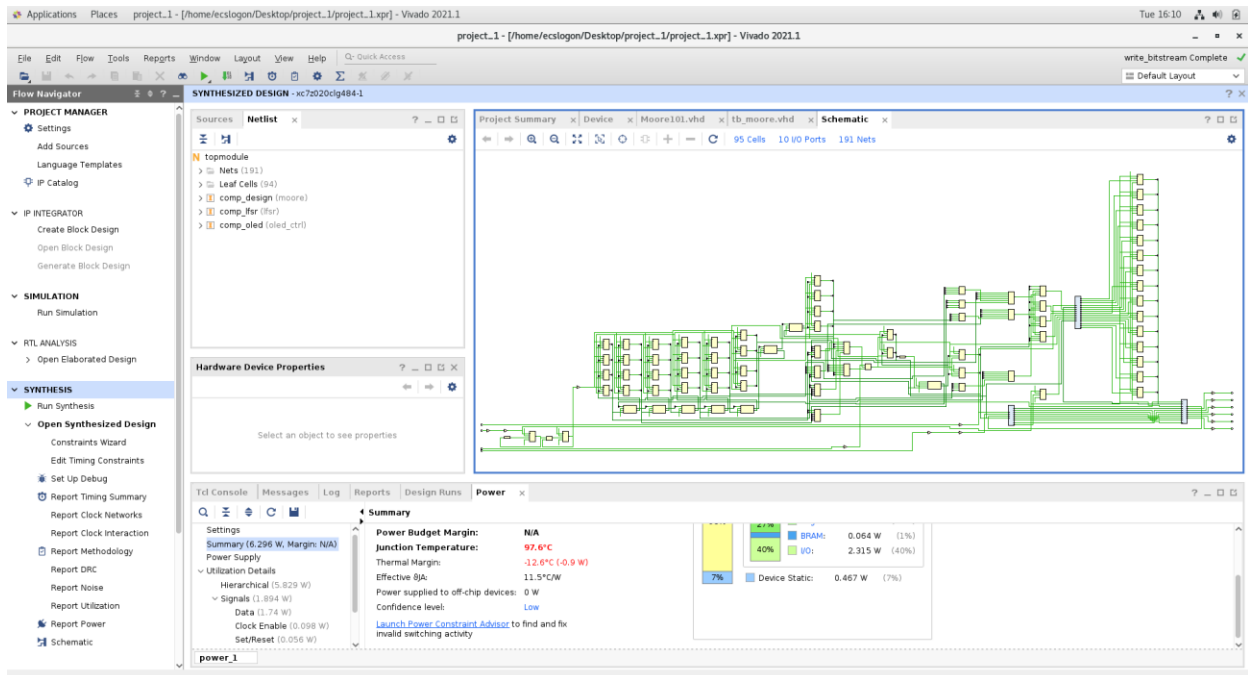 Applications Places project_1 - [/home/ecslogon/Desktop/project_1/project_1.xpr] - Vivado 2021.1 Tue 16:10
project_1 - [/home/ecslogon/Desktop/project_1/project_1.xpr] - Vivado 2021.1
File Edit Flow Tools Reports Window Layout View Help Q- Quick Access write_bitstream Complete
Default Layout
Flow Navigator
SYNTHESIZED DESIGN - xc7z020clg484-1
PROJECT MANAGER
Settings
Add Sources
Language Templates
IP Catalog
IP INTEGRATOR
Create Block Design
Open Block Design
Generate Block Design
SIMULATION
Run Simulation
RTL ANALYSIS
Open Elaborated Design
SYNTHESIS
Run Synthesis
Open Synthesized Design
Constraints Wizard
Edit Timing Constraints
Set Up Debug
Report Timing Summary
Report Clock Networks
Report Clock Interaction
Report Methodology
Report DRC
Report Noise
Report Utilization
Report Power
Schematic
Sources Netlist
topmodule
Nets (191)
Leaf Cells (94)
comp_design (moore)
comp_lfsr (lfsr)
comp_oled (oled_ctrl)
Hardware Device Properties
Select an object to see properties
Project Summary Device Moore101.vhd tb_moore.vhd Schematic
95 Cells 10 I/O Ports 191 Nets
Tcl Console Messages Log Reports Design Runs Power
Settings
Summary (6.296 W, Margin: N/A)
Power Supply
Utilization Details
Hierarchical (5.829 W)
Signals (1.894 W)
Data (1.74 W)
Clock Enable (0.098 W)
Set/Reset (0.056 W)
Summary
Power Budget Margin: N/A
Junction Temperature: 97.6°C
Thermal Margin: -12.6°C (-0.9 W)
Effective θJA: 11.5°C/W
Power supplied to off-chip devices: 0 W
Confidence level: Low
Launch Power Constraint Advisor to find and fix
invalid switching activity
27%
BRAM: 0.064 W (1%)
40% I/O: 2.315 W (40%)
7% Device Static: 0.467 W (7%)
power_1